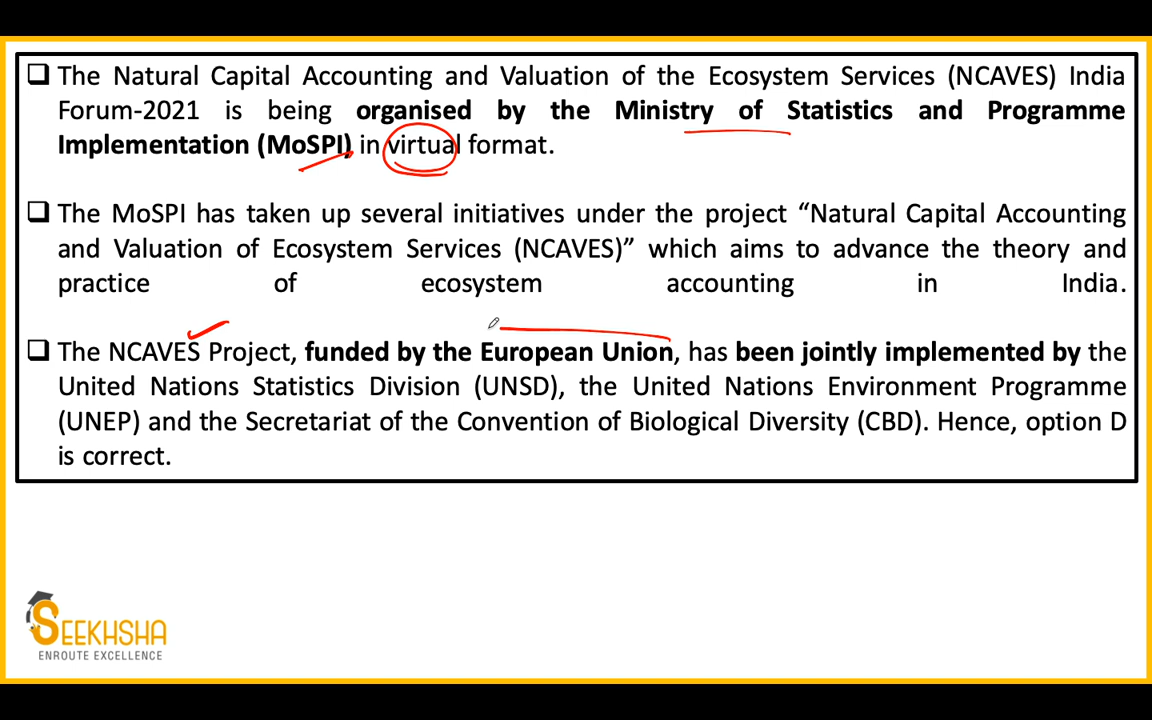 ❑ The Natural Capital Accounting and Valuation of the Ecosystem Services (NCAVES) India
Forum-2021 is being organised by the Ministry of Statistics and Programme
Implementation (MoSPI) in virtual format.
❑ The MoSPI has taken up several initiatives under the project “Natural Capital Accounting
and Valuation of Ecosystem Services (NCAVES)” which aims to advance the theory and
practice of ecosystem accounting in India.
❑ The NCAVES Project, funded by the European Union, has been jointly implemented by the
United Nations Statistics Division (UNSD), the United Nations Environment Programme
(UNEP) and the Secretariat of the Convention of Biological Diversity (CBD). Hence, option D
is correct.
SEEKHSHA
ENROUTE EXCELLENCE